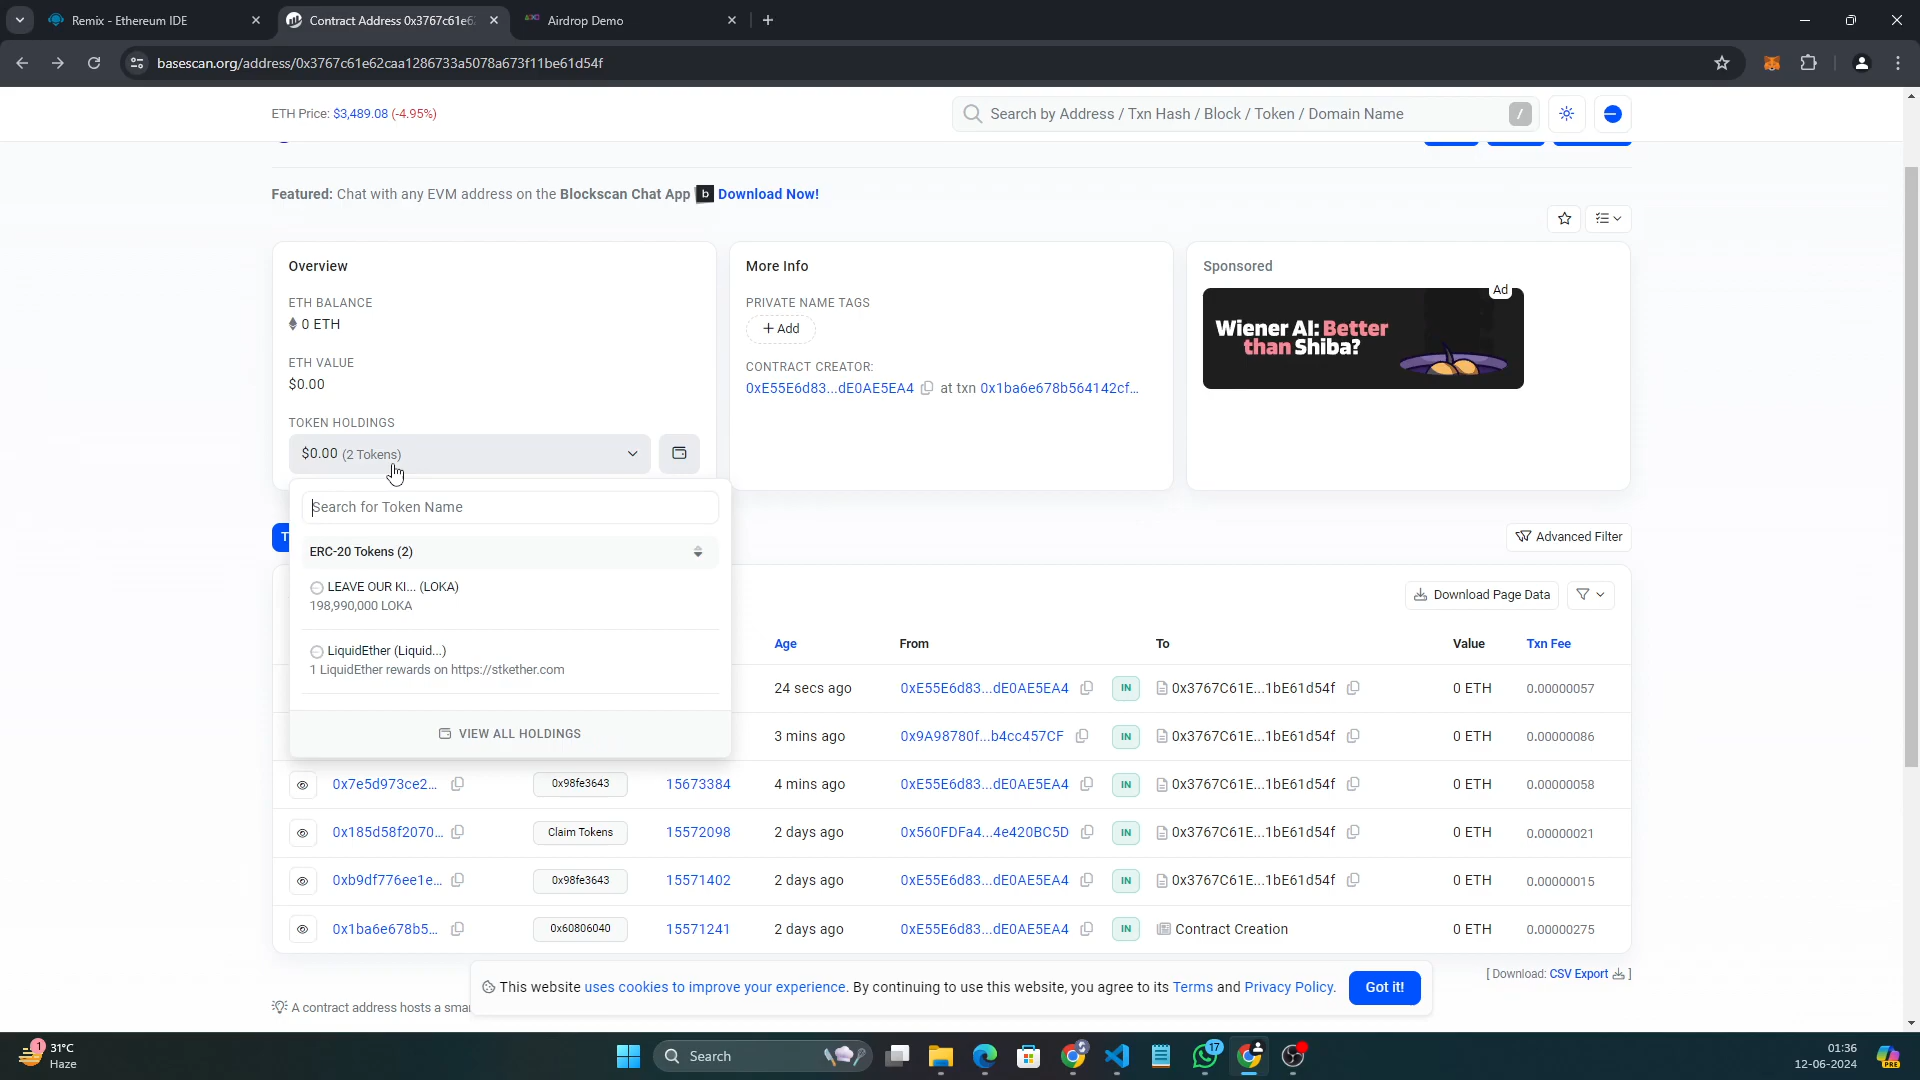 Remix - Ethereum IDE
Contract Address 0x3767c61e6
Airdrop Demo
basescan.org/address/0x3767c61e62caa1286733a5078a673f11be61d54f
ETH Price: $3,489.08 (-4.95%)
Search by Address / Txn Hash / Block / Token / Domain Name
/
Featured: Chat with any EVM address on the Blockscan Chat App b Download Now!
Overview
ETH BALANCE
0 ETH
ETH VALUE
$0.00
TOKEN HOLDINGS
$0.00 (2 Tokens)
More Info
PRIVATE NAME TAGS
+ Add
CONTRACT CREATOR:
0xE55E6d83...dE0AE5EA4 at txn 0x1ba6e678b564142cf...
Sponsored
Ad
Wiener AI: Better
than Shiba?
Search for Token Name
ERC-20 Tokens (2)
LEAVE OUR KI... (LOKA)
198,990,000 LOKA
LiquidEther (Liquid...)
1 LiquidEther rewards on https://stkether.com
VIEW ALL HOLDINGS
T
Advanced Filter
Download Page Data
Age From To Value Txn Fee
24 secs ago 0xE55E6d83...dE0AE5EA4 IN 0x3767C61E...1bE61d54f 0 ETH 0.00000057
3 mins ago 0x9A98780f...b4cc457CF IN 0x3767C61E...1bE61d54f 0 ETH 0.00000086
0x7e5d973ce2... 0x98fe3643 15673384 4 mins ago 0xE55E6d83...dE0AE5EA4 IN 0x3767C61E...1bE61d54f 0 ETH 0.00000058
0x185d58f2070... Claim Tokens 15572098 2 days ago 0x560FDFa4...4e420BC5D IN 0x3767C61E...1bE61d54f 0 ETH 0.00000021
0xb9df776ee1e... 0x98fe3643 15571402 2 days ago 0xE55E6d83...dE0AE5EA4 IN 0x3767C61E...1bE61d54f 0 ETH 0.00000015
0x1ba6e678b5... 0x60806040 15571241 2 days ago 0xE55E6d83...dE0AE5EA4 IN Contract Creation 0 ETH 0.00000275
[ Download: CSV Export ]
This website uses cookies to improve your experience. By continuing to use this website, you agree to its Terms and Privacy Policy.
Got it!
A contract address hosts a smar
1
31°C
Haze
Search
17
PRE
01:36
12-06-2024